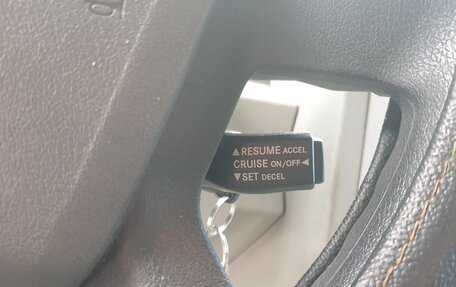 ▲RESUME ACCEL
CRUISE ON/OFF◄
▼SET DECEL